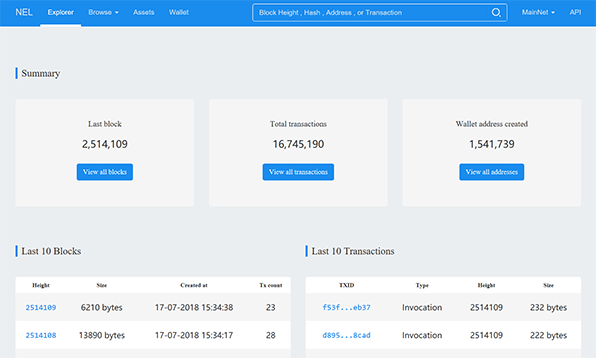 NEL Explorer Browse Assets Wallet Block Height , Hash , Address , or Transaction MainNet API
Summary
Last block Total transactions Wallet address created
2,514,109 16,745,190 1,541,739
View all blocks View all transactions View all addresses
Last 10 Blocks Last 10 Transactions
Height Size Created at Tx count TXID Type Height Size
2514109 6210 bytes 17-07-2018 15:34:38 23 f53f...eb37 Invocation 2514109 232 bytes
2514108 13890 bytes 17-07-2018 15:34:17 28 d895...8cad Invocation 2514109 222 bytes